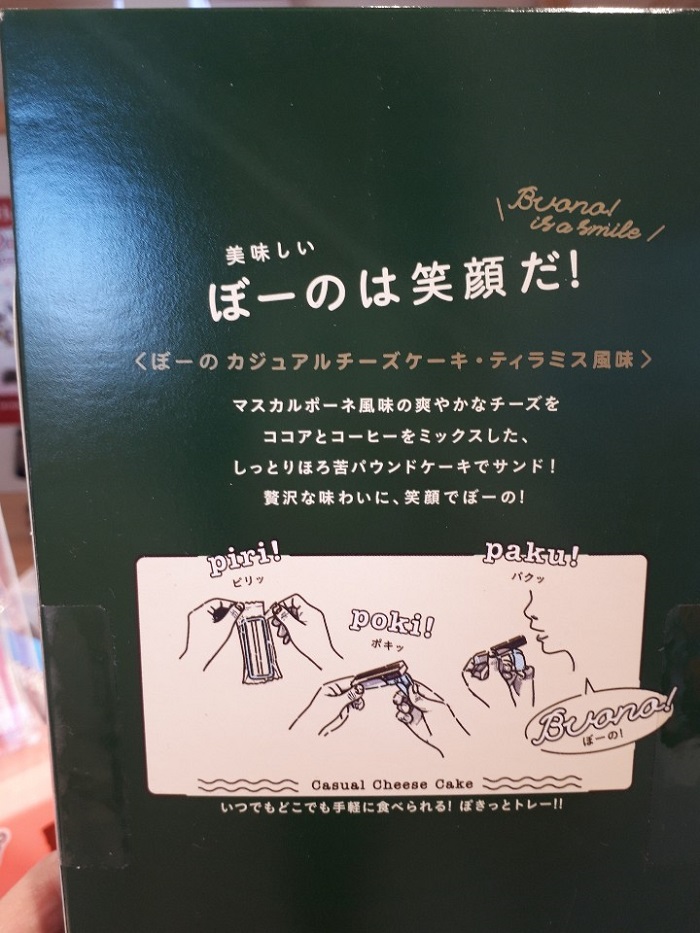 Buono!
is a smile
美味しい
ぼーのは笑顔だ!
〈ぼーの カジュアルチーズケーキ・ティラミス風味〉
マスカルポーネ風味の爽やかなチーズを
ココアとコーヒーをミックスした、
しっとりほろ苦パウンドケーキでサンド!
贅沢な味わいに、笑顔でぼーの!
piri!
ピリッ
paku!
パクッ
poki!
ポキッ
Buono!
ぼーの!
Casual Cheese Cake
いつでもどこでも手軽に食べられる! ぽきっとトレー!!